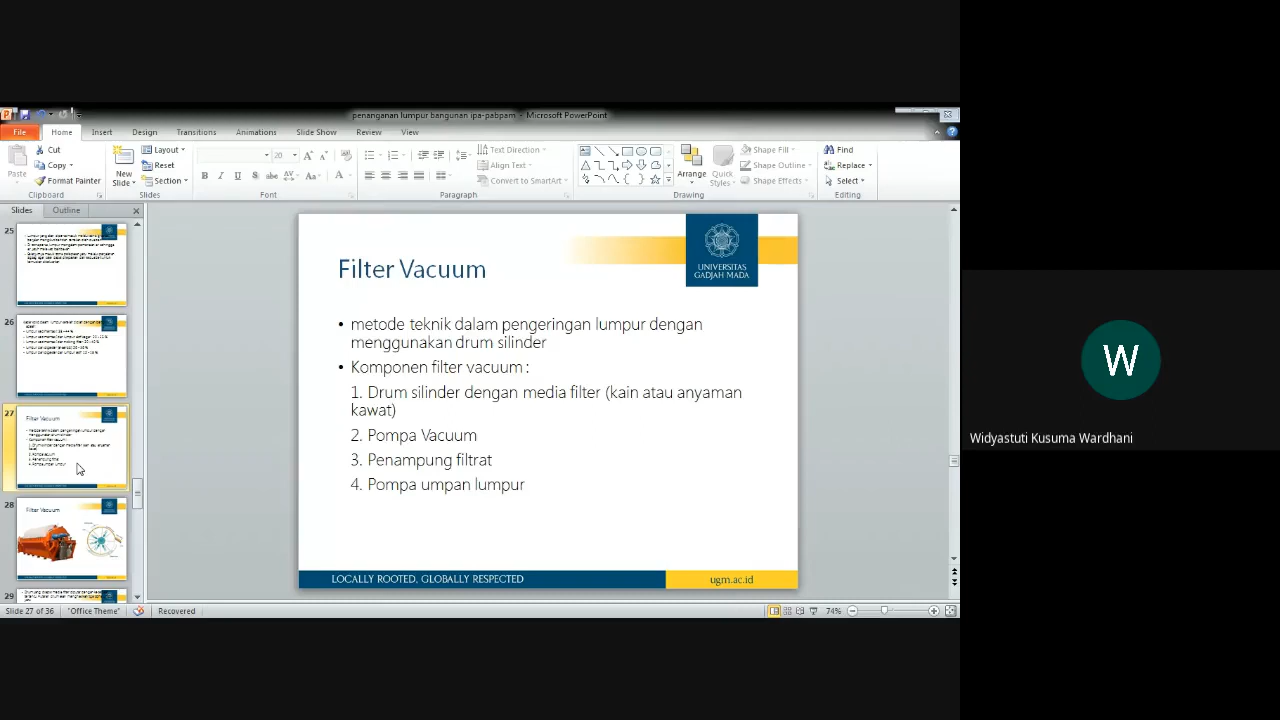 penanganan lumpur bangunan ipa-pabpam - Microsoft PowerPoint
File Home Insert Design Transitions Animations Slide Show Review View
Paste
Cut
Copy
Format Painter
Clipboard
New Slide
Layout
Reset
Section
Slides
20
Font
Paragraph
Text Direction
Align Text
Convert to SmartArt
Arrange
Quick Styles
Shape Fill
Shape Outline
Shape Effects
Drawing
Find
Replace
Select
Editing
Slides Outline
25
26
27
Filter Vacuum
28
Filter Vacuum
29
UNIVERSITAS
GADJAH MADA
Filter Vacuum
• metode teknik dalam pengeringan lumpur dengan
menggunakan drum silinder
• Komponen filter vacuum :
1. Drum silinder dengan media filter (kain atau anyaman
kawat)
2. Pompa Vacuum
3. Penampung filtrat
4. Pompa umpan lumpur
LOCALLY ROOTED, GLOBALLY RESPECTED
ugm.ac.id
Slide 27 of 36 "Office Theme" Recovered 74%
W
Widyastuti Kusuma Wardhani